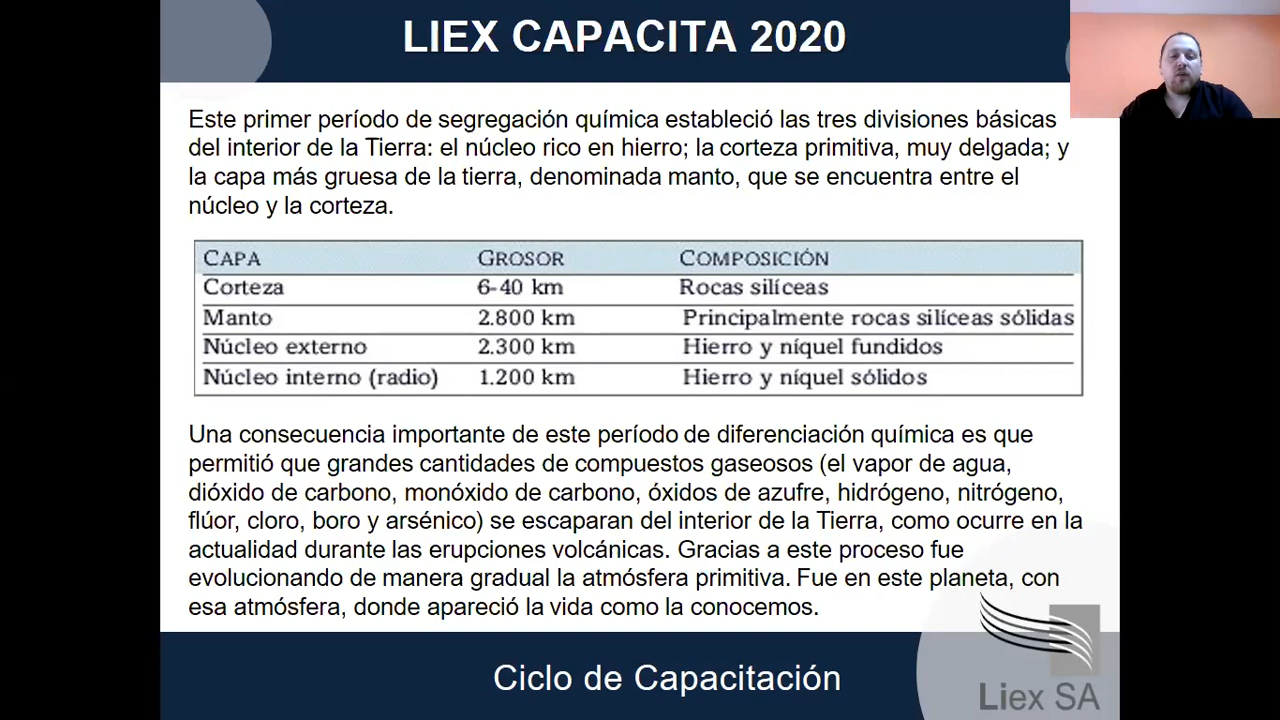 LIEX CAPACITA 2020
Este primer período de segregación química estableció las tres divisiones básicas
del interior de la Tierra: el núcleo rico en hierro; la corteza primitiva, muy delgada; y
la capa más gruesa de la tierra, denominada manto, que se encuentra entre el
núcleo y la corteza.
CAPA GROSOR COMPOSICIÓN
Corteza 6-40 km Rocas silíceas
Manto 2.800 km Principalmente rocas silíceas sólidas
Núcleo externo 2.300 km Hierro y níquel fundidos
Núcleo interno (radio) 1.200 km Hierro y níquel sólidos
Una consecuencia importante de este período de diferenciación química es que
permitió que grandes cantidades de compuestos gaseosos (el vapor de agua,
dióxido de carbono, monóxido de carbono, óxidos de azufre, hidrógeno, nitrógeno,
flúor, cloro, boro y arsénico) se escaparan del interior de la Tierra, como ocurre en la
actualidad durante las erupciones volcánicas. Gracias a este proceso fue
evolucionando de manera gradual la atmósfera primitiva. Fue en este planeta, con
esa atmósfera, donde apareció la vida como la conocemos.
Ciclo de Capacitación
Liex SA